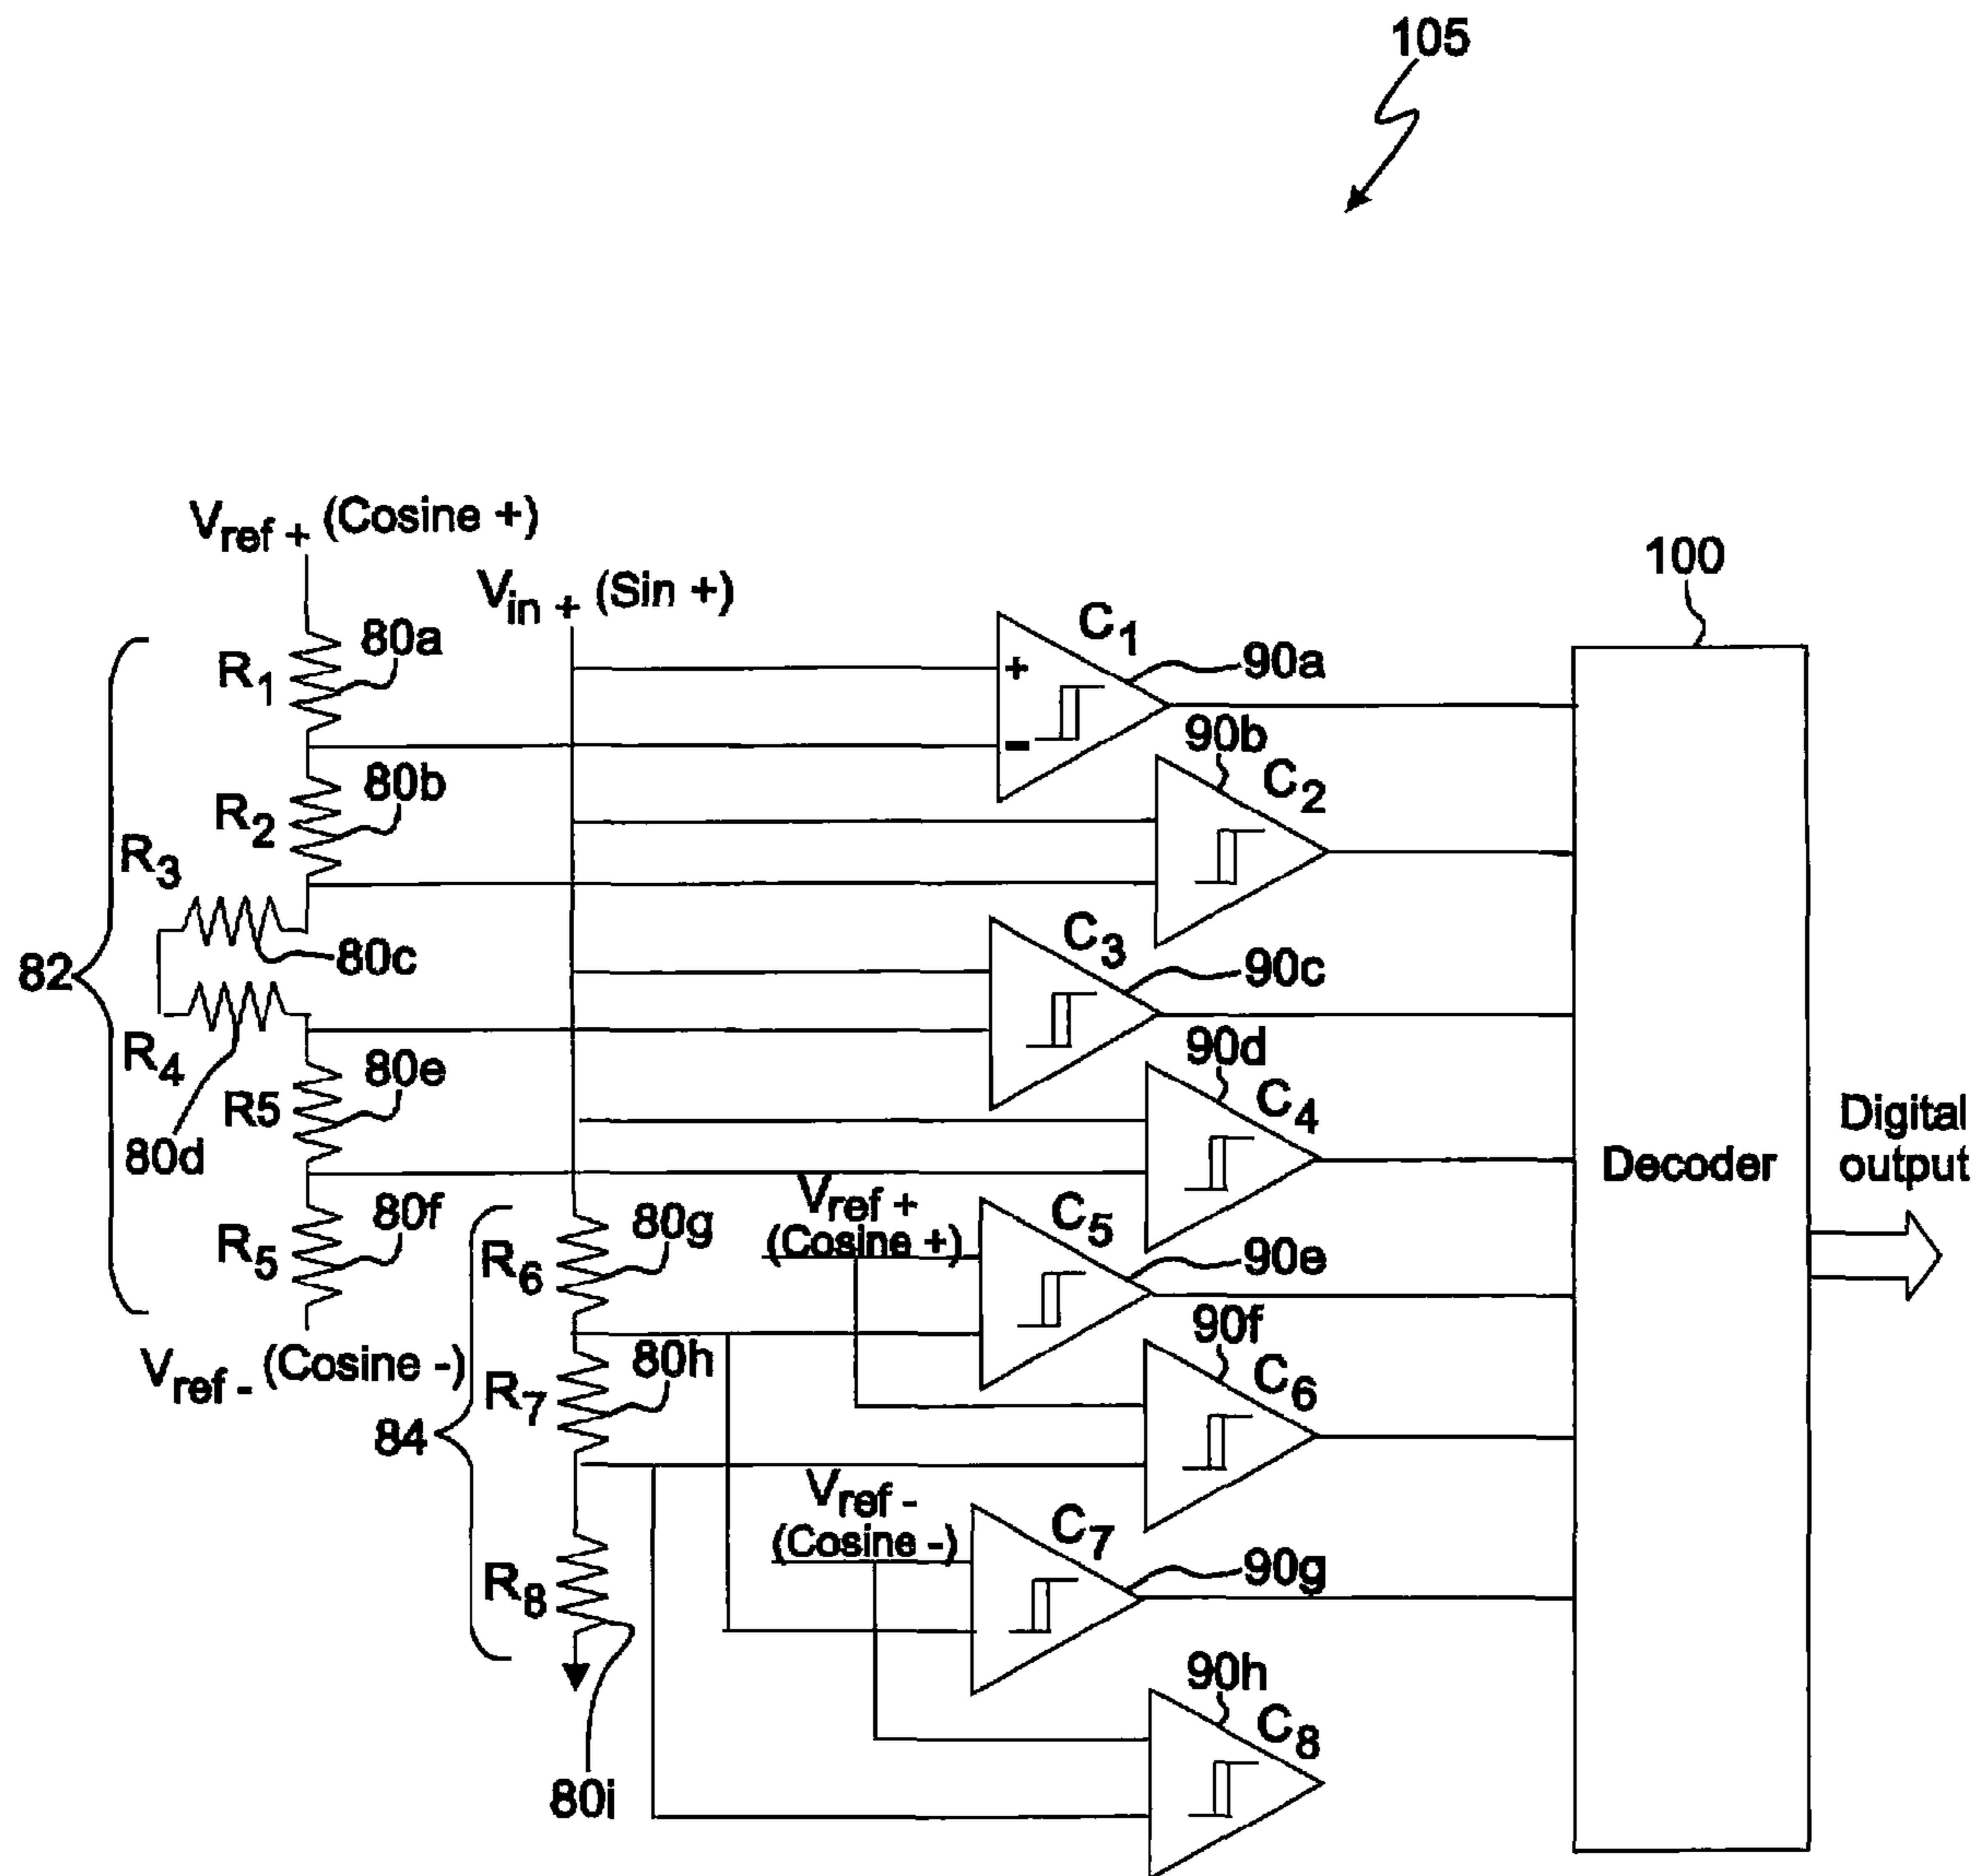 105
Vref + (Cosine +)
Vin + (Sin +)
100
R1
80a
C1
90a
+
-
90b
R2
80b
C2
R3
C3
80c
90c
82
R4
90d
80e
R5
C4
80d
Digital
output
Decoder
Vref +
(Cosine +)
C5
80f
80g
R5
R6
90e
90f
Vref - (Cosine -)
80h
R7
C6
84
Vref -
(Cosine -)
C7
R8
90g
90h
C8
80i